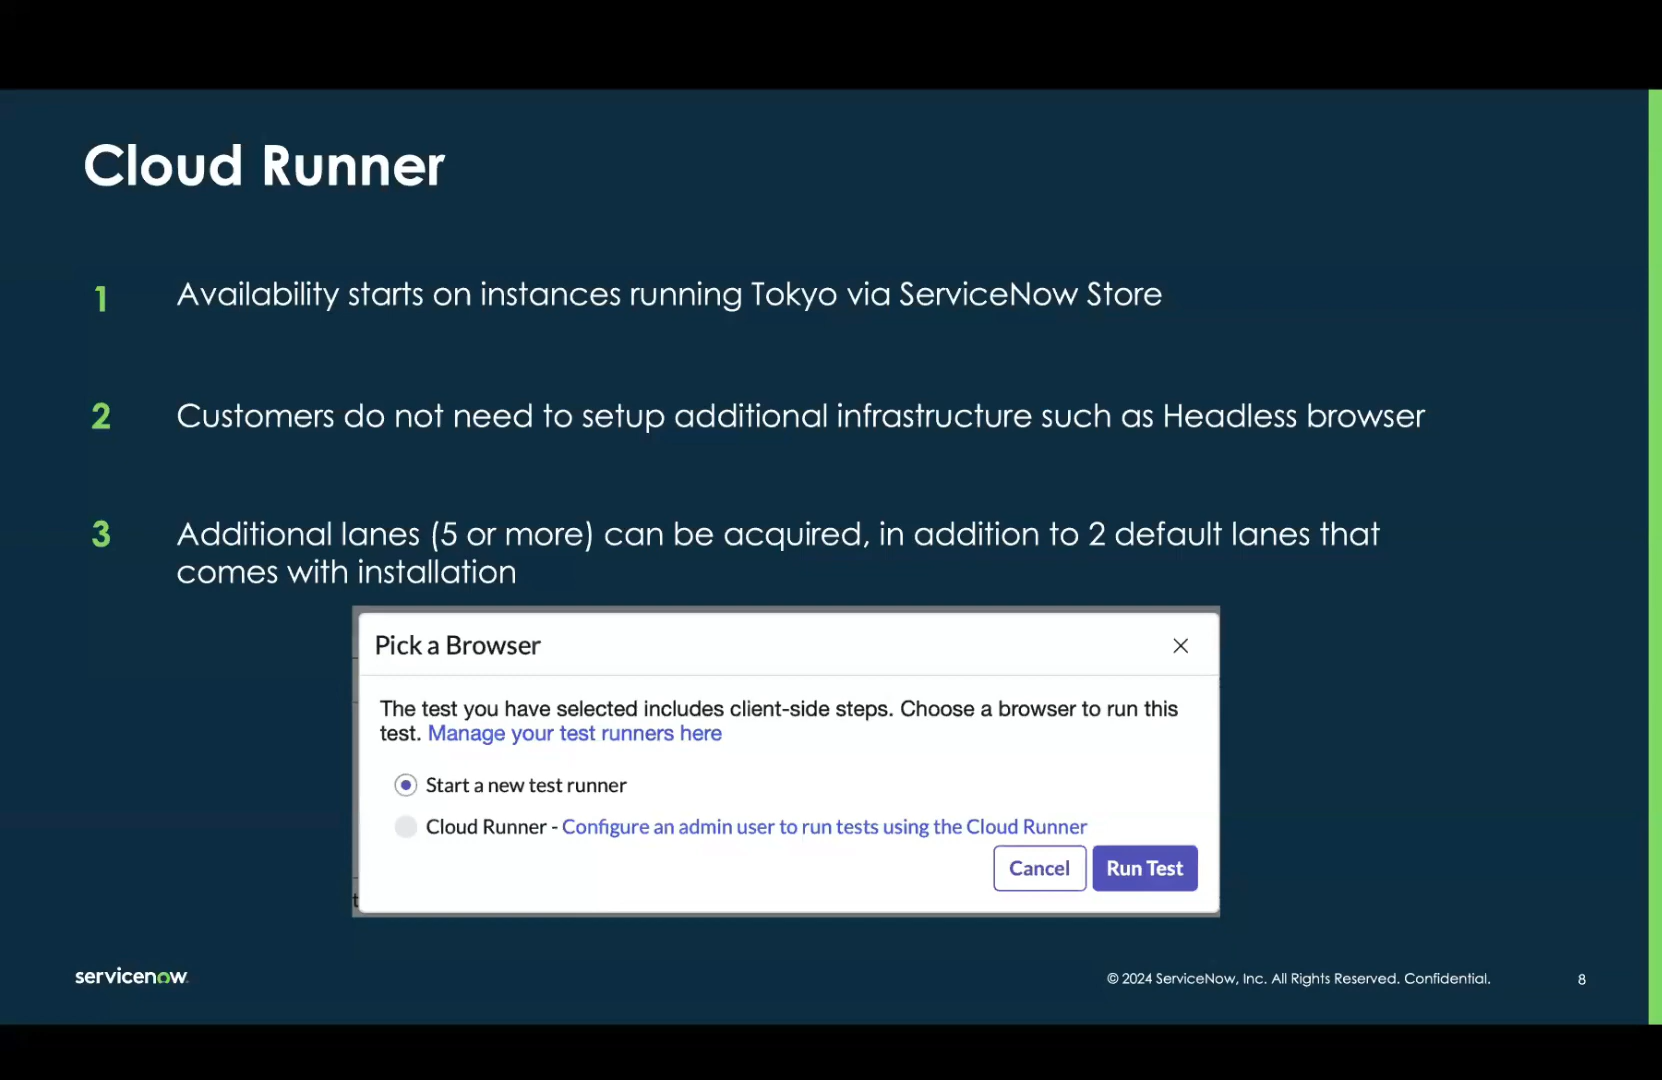 Cloud Runner
1 Availability starts on instances running Tokyo via ServiceNow Store
2 Customers do not need to setup additional infrastructure such as Headless browser
3 Additional lanes (5 or more) can be acquired, in addition to 2 default lanes that
comes with installation
Pick a Browser
The test you have selected includes client-side steps. Choose a browser to run this
test. Manage your test runners here
Start a new test runner
Cloud Runner - Configure an admin user to run tests using the Cloud Runner
Cancel Run Test
t
servicenow
© 2024 ServiceNow, Inc. All Rights Reserved. Confidential. 8